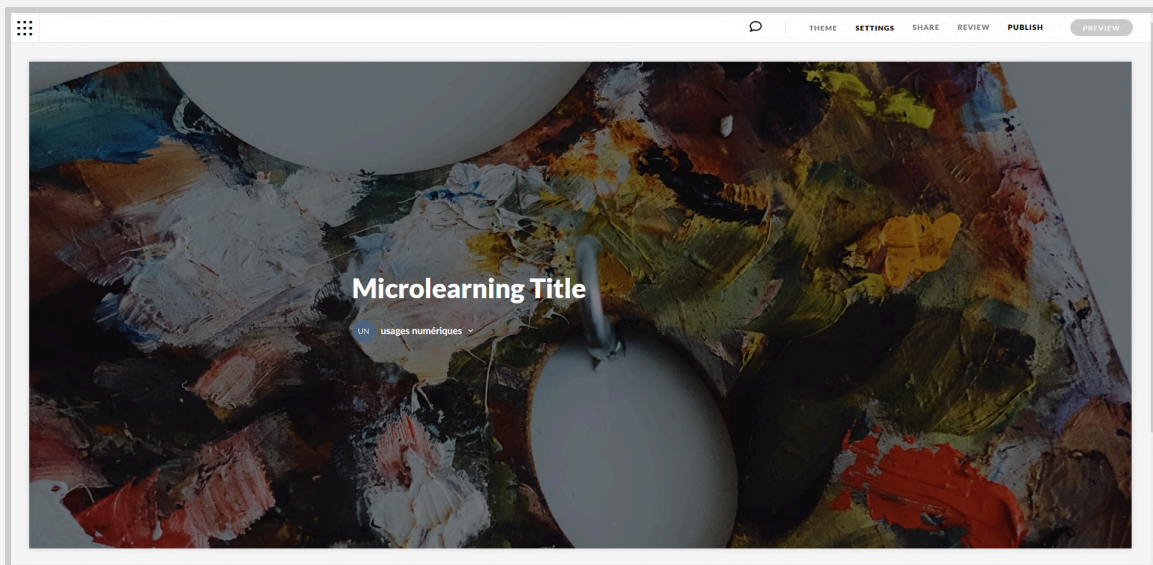 THEME SETTINGS SHARE REVIEW PUBLISH PREVIEW
Microlearning Title
UN usages numériques